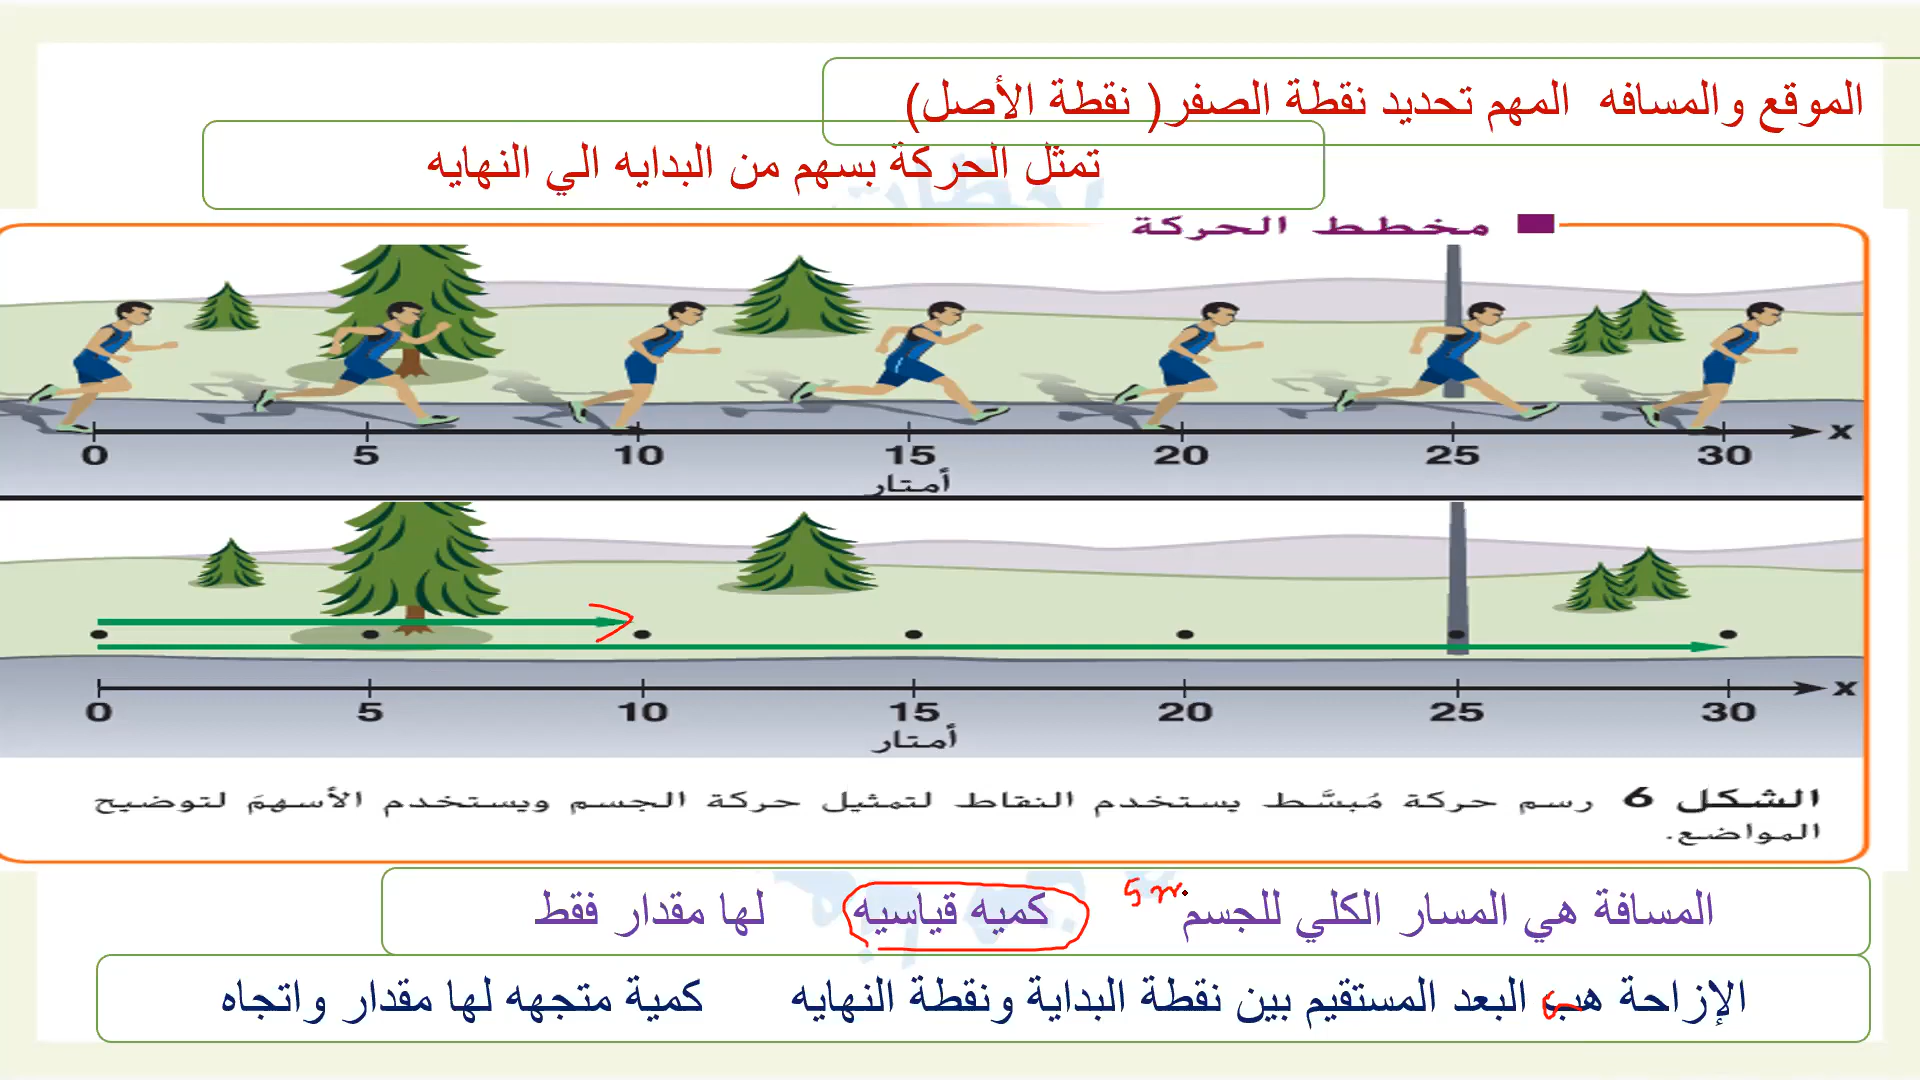 الموقع والمسافه المهم تحديد نقطة الصفر( نقطة الأصل)
تمثل الحركة بسهم من البدايه الي النهايه
مخطط الحركة
0 5 10 15 20 25 30 x
أمتار
0 5 10 15 20 25 30 x
أمتار
الشكل 6 رسم حركة مُبسَّط يستخدم النقاط لتمثيل حركة الجسم ويستخدم الأسهمَ لتوضيح
المواضع.
المسافة هي المسار الكلي للجسم 5 m كميه قياسيه لها مقدار فقط
الإزاحة البعد المستقيم بين نقطة البداية ونقطة النهايه كمية متجهه لها مقدار واتجاه